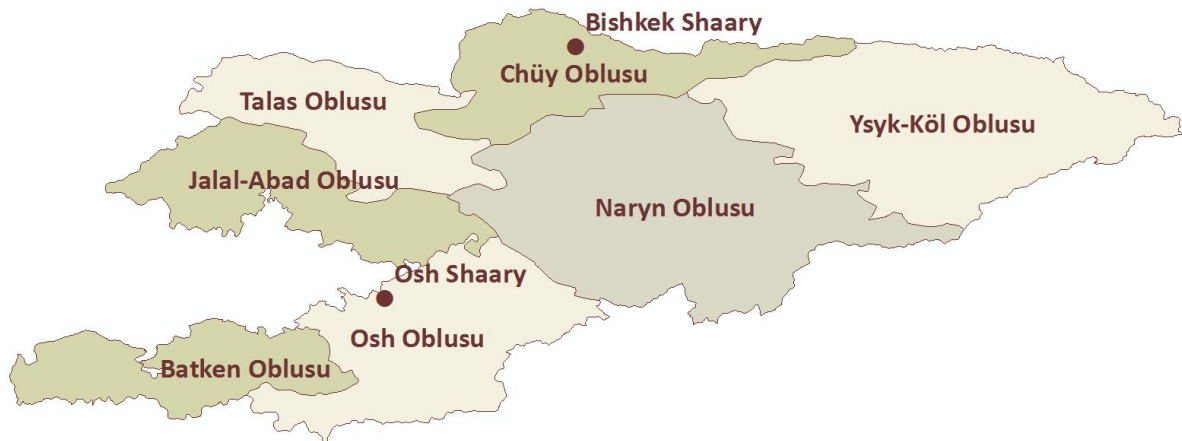 Bishkek Shaary
Chüy Oblusu
Talas Oblusu
Ysyk-Köl Oblusu
Jalal-Abad Oblusu
Naryn Oblusu
Osh Shaary
Osh Oblusu
Batken Oblusu